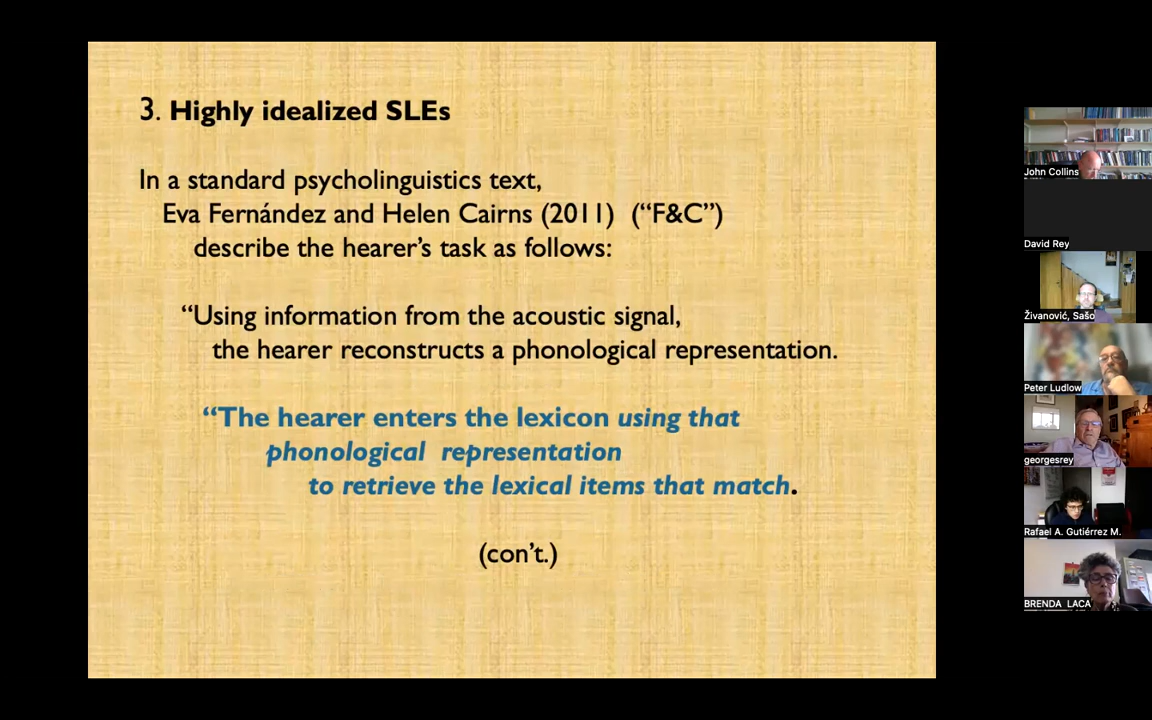 3. Highly idealized SLEs
In a standard psycholinguistics text,
Eva Fernández and Helen Cairns (2011) (“F&C”)
describe the hearer’s task as follows:
“Using information from the acoustic signal,
the hearer reconstructs a phonological representation.
“The hearer enters the lexicon using that
phonological representation
to retrieve the lexical items that match.
(con’t.)
John Collins
David Rey
Živanović, Sašo
Peter Ludlow
georgesrey
Rafael A. Gutiérrez M.
BRENDA LACA